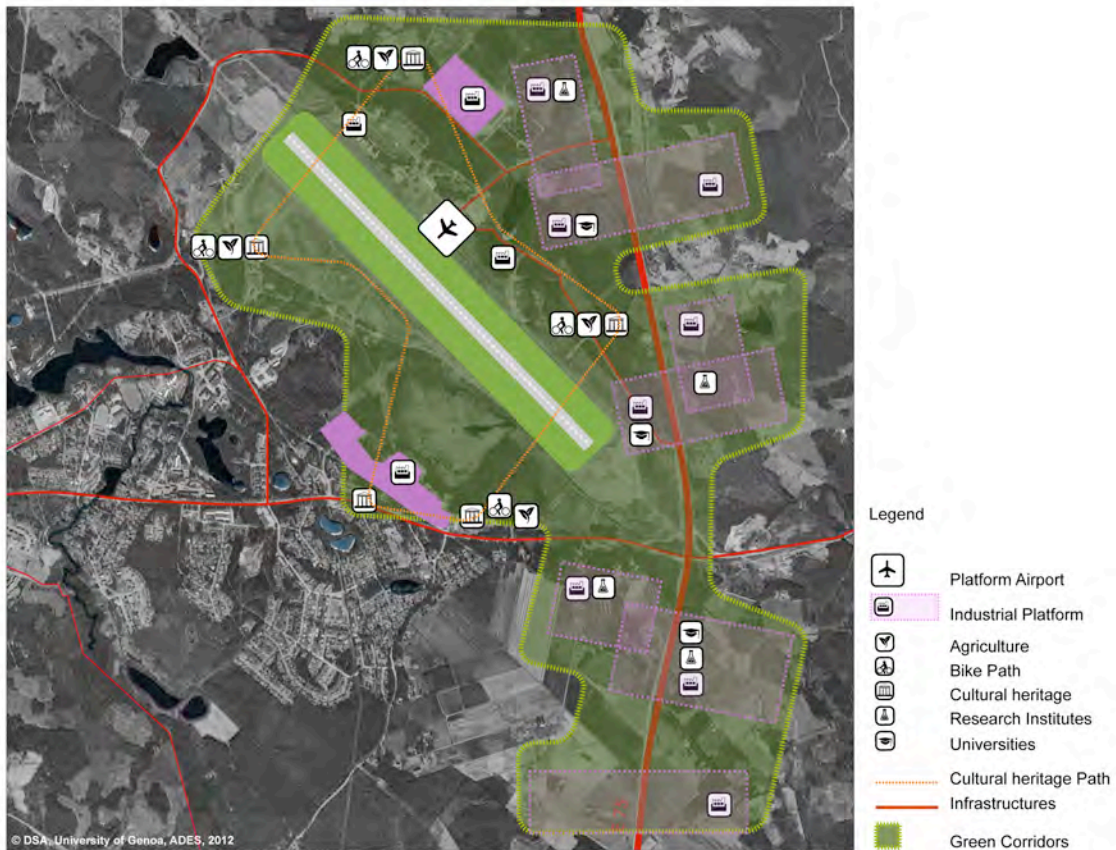 Legend
Platform Airport
Industrial Platform
Agriculture
Bike Path
Cultural heritage
Research Institutes
Universities
Cultural heritage Path
Infrastructures
Green Corridors
© DSA, University of Genoa, ADES, 2012